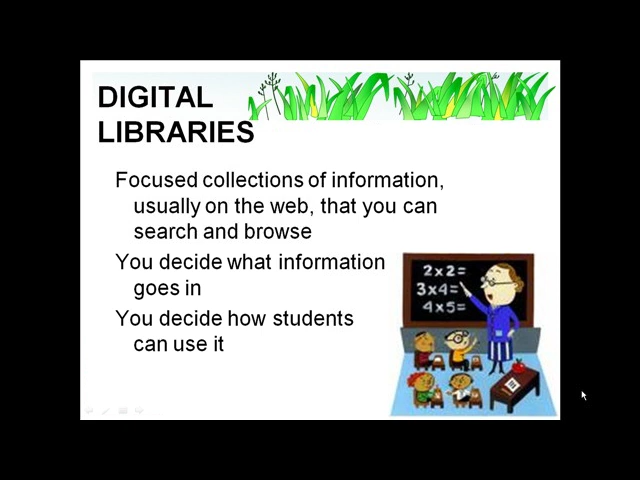 DIGITAL
LIBRARIES
Focused collections of information,
usually on the web, that you can
search and browse
You decide what information
goes in
You decide how students
can use it
2x2=
3x4=
4x5=